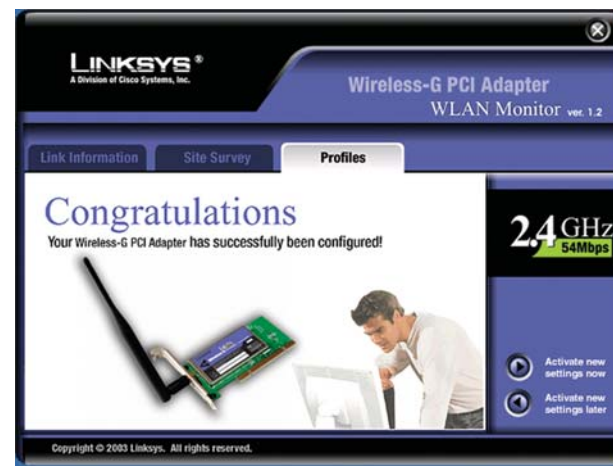 LINKSYS®
A Division of Cisco Systems, Inc.
Wireless-G PCI Adapter
WLAN Monitor ver. 1.2
Link Information
Site Survey
Profiles
Congratulations
Your Wireless-G PCI Adapter has successfully been configured!
2.4 GHz
54Mbps
Activate new
settings now
Activate new
settings later
Copyright © 2003 Linksys. All rights reserved.